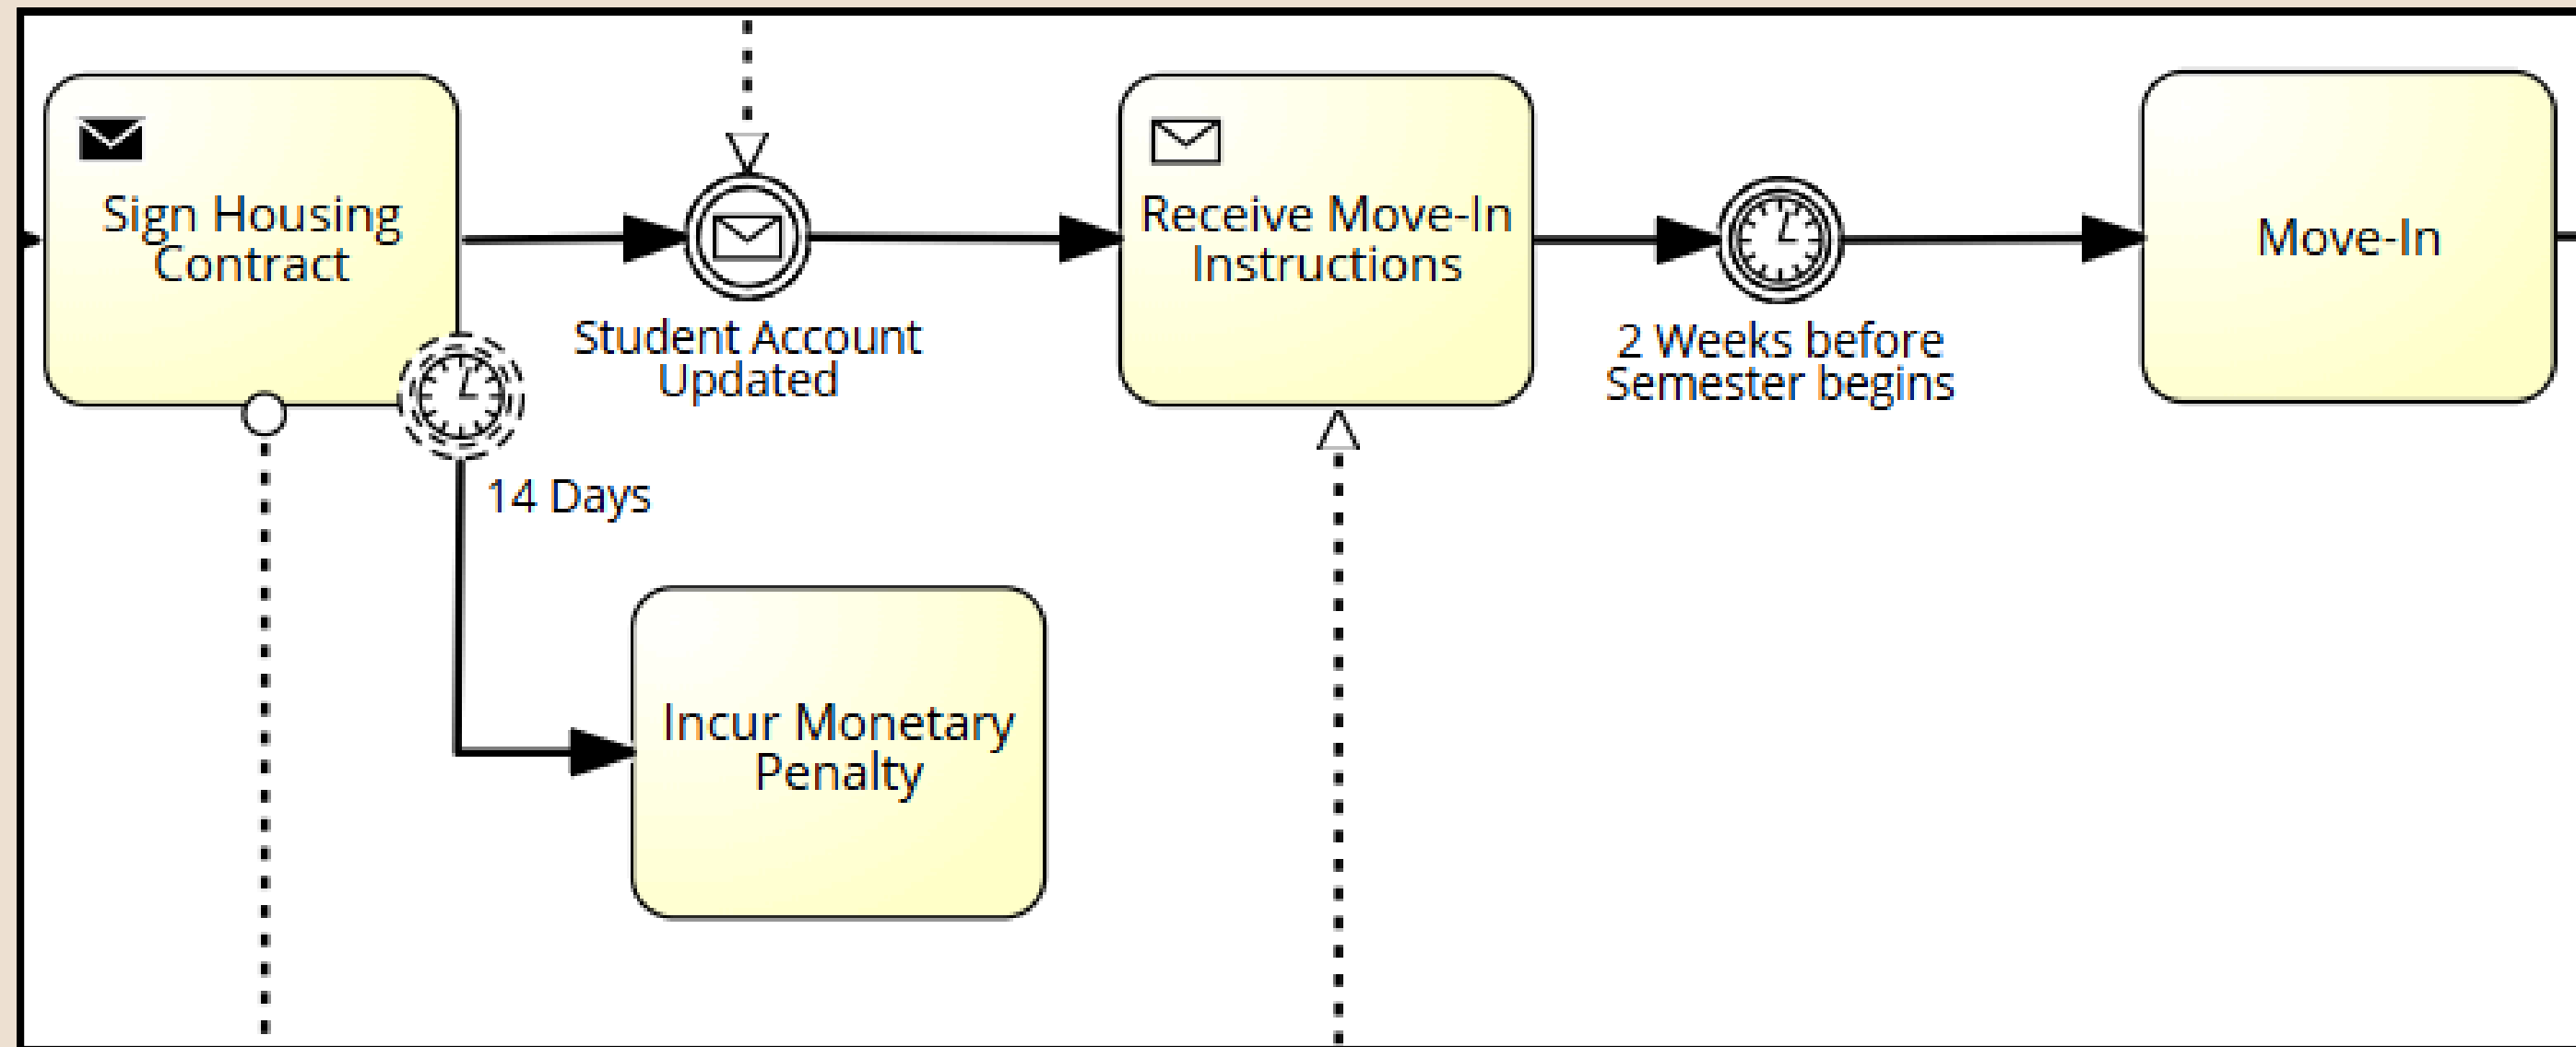 Sign Housing
Contract
Student Account
Updated
Receive Move-In
Instructions
2 Weeks before
Semester begins
Move-In
14 Days
Incur Monetary
Penalty